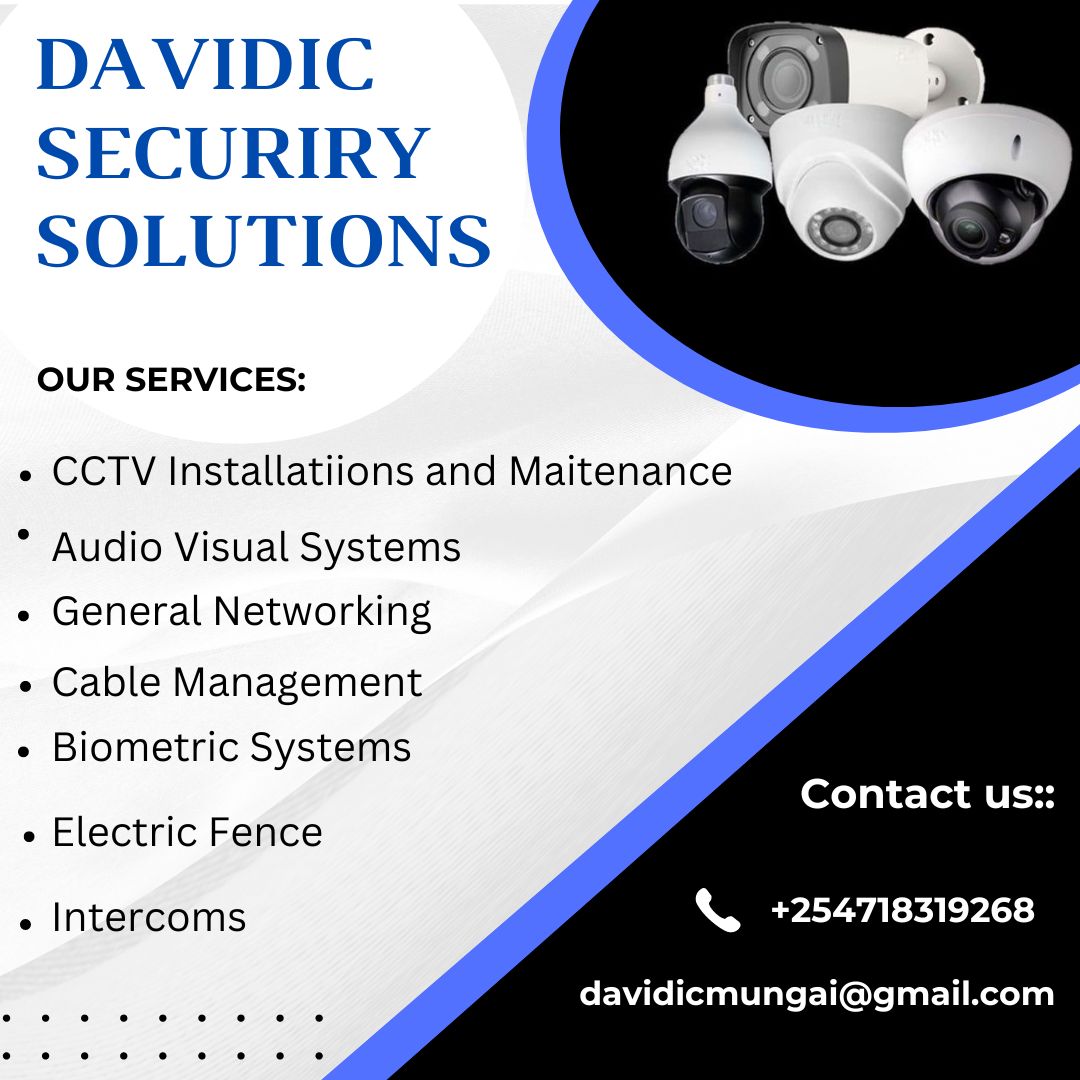 DAVIDIC
SECURIRY
SOLUTIONS
OUR SERVICES:
• CCTV Installatiions and Maitenance
• Audio Visual Systems
• General Networking
• Cable Management
• Biometric Systems
• Electric Fence
• Intercoms
Contact us::
+254718319268
davidicmungai@gmail.com